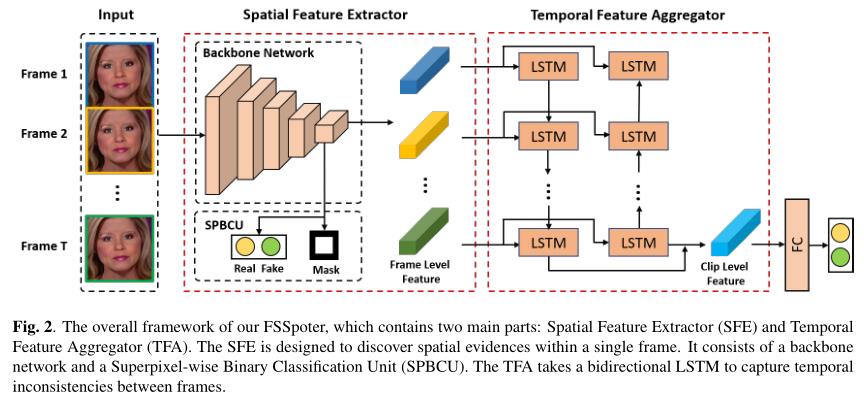 Input
Spatial Feature Extractor
Temporal Feature Aggregator
Backbone Network
Frame 1
Frame 2
Frame T
SPBCU
Real Fake
Mask
Frame Level
Feature
LSTM
LSTM
LSTM
LSTM
LSTM
LSTM
Clip Level
Feature
FC
Fig. 2. The overall framework of our FSSpoter, which contains two main parts: Spatial Feature Extractor (SFE) and Temporal
Feature Aggregator (TFA). The SFE is designed to discover spatial evidences within a single frame. It consists of a backbone
network and a Superpixel-wise Binary Classification Unit (SPBCU). The TFA takes a bidirectional LSTM to capture temporal
inconsistencies between frames.